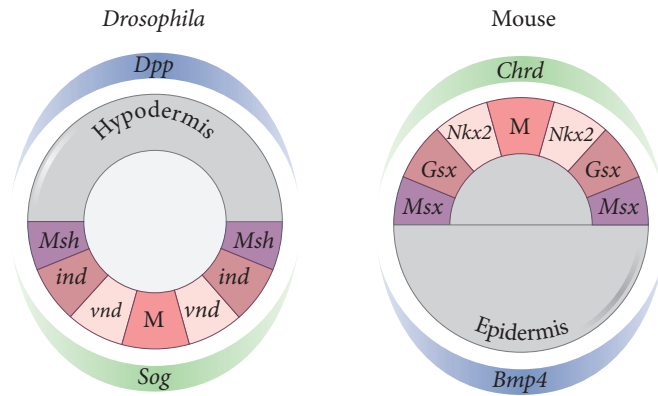 Drosophila
Dpp
Hypodermis
Msh Msh
ind ind
vnd vnd
M
Sog
Mouse
Chrd
M
Nkx2 Nkx2
Gsx Gsx
Msx Msx
Epidermis
Bmp4